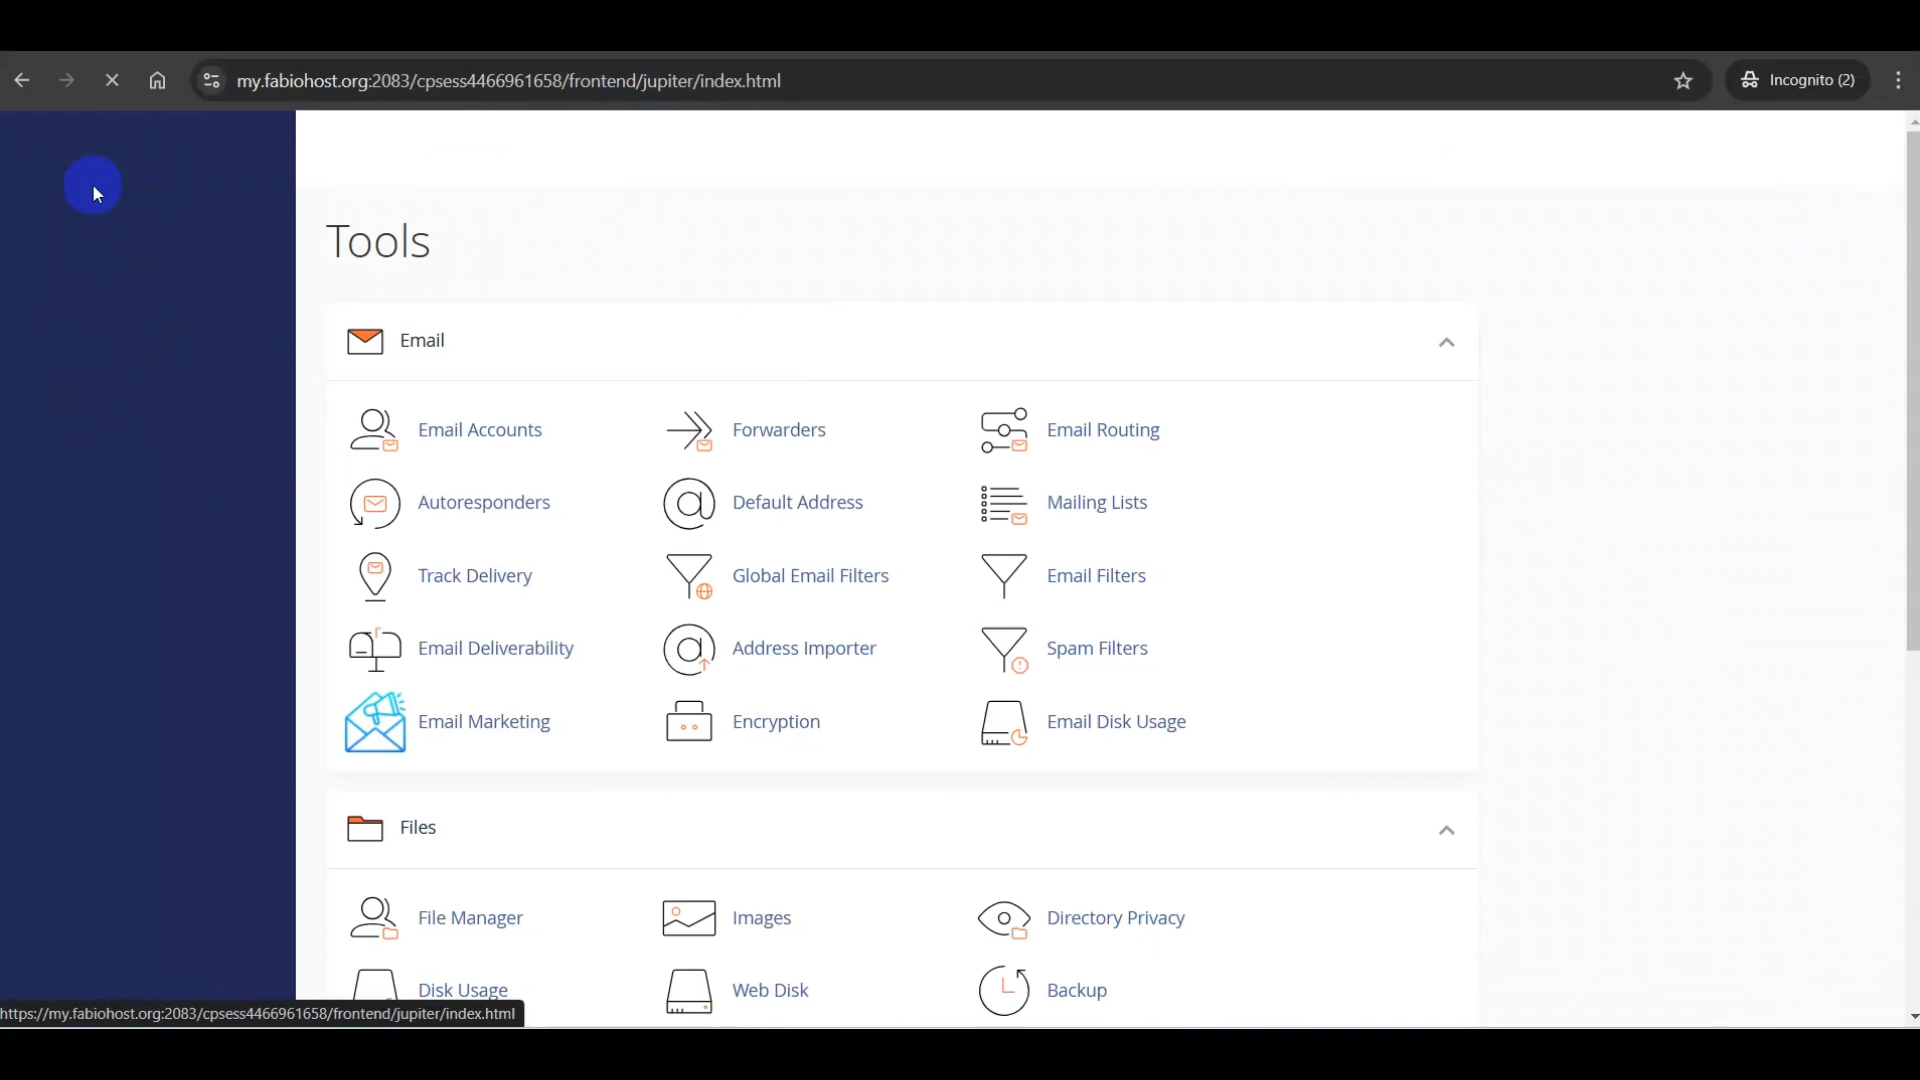 my.fabiohost.org:2083/cpsess4466961658/frontend/jupiter/index.html
Incognito (2)
Tools
Email
Email Accounts
Forwarders
Email Routing
Autoresponders
Default Address
Mailing Lists
Track Delivery
Global Email Filters
Email Filters
Email Deliverability
Address Importer
Spam Filters
Email Marketing
Encryption
Email Disk Usage
Files
File Manager
Images
Directory Privacy
Disk Usage
Web Disk
Backup
https://my.fabiohost.org:2083/cpsess4466961658/frontend/jupiter/index.html